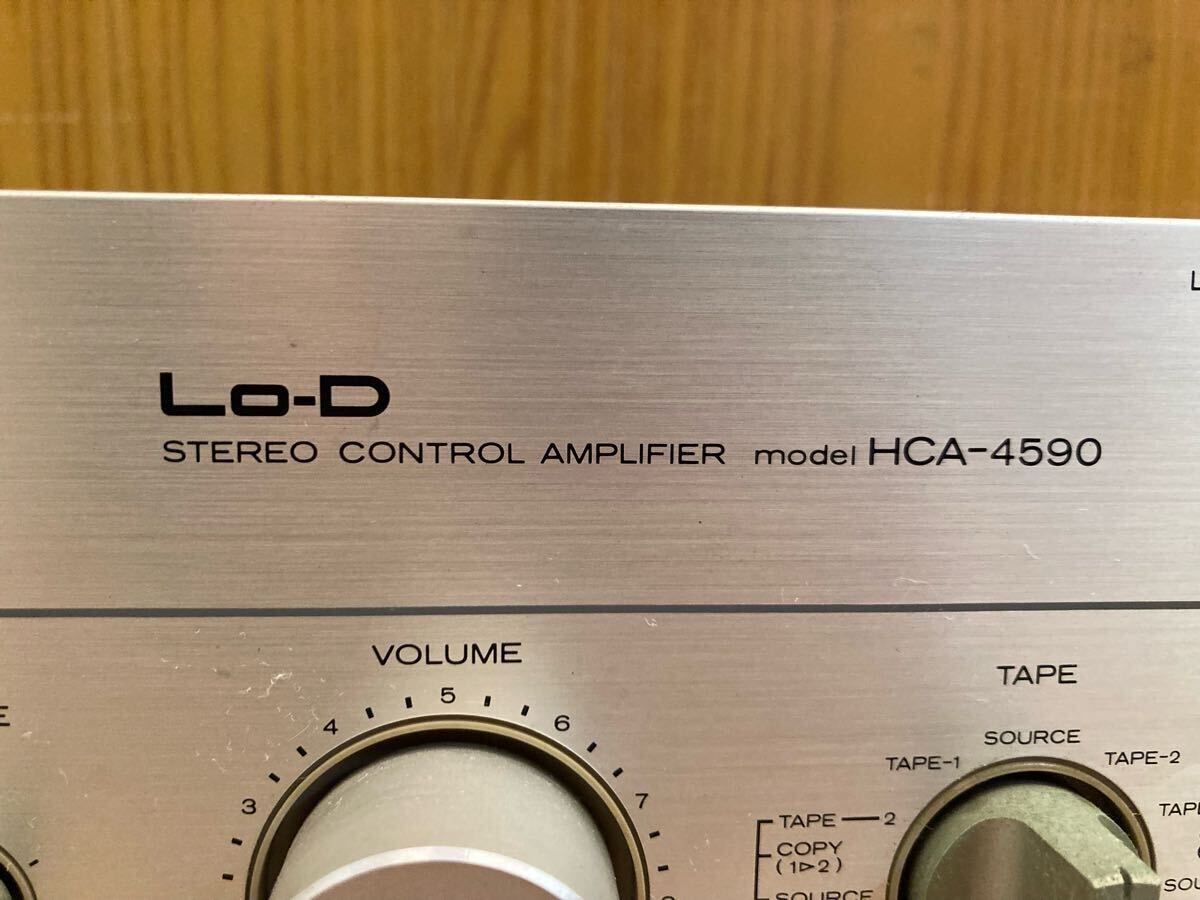 Lo-D
STEREO CONTROL AMPLIFIER model HCA-4590
VOLUME
3
4
5
6
7
TAPE
SOURCE
TAPE-1
TAPE-2
TAPE — 2
COPY
(1▷2)
SOURCE